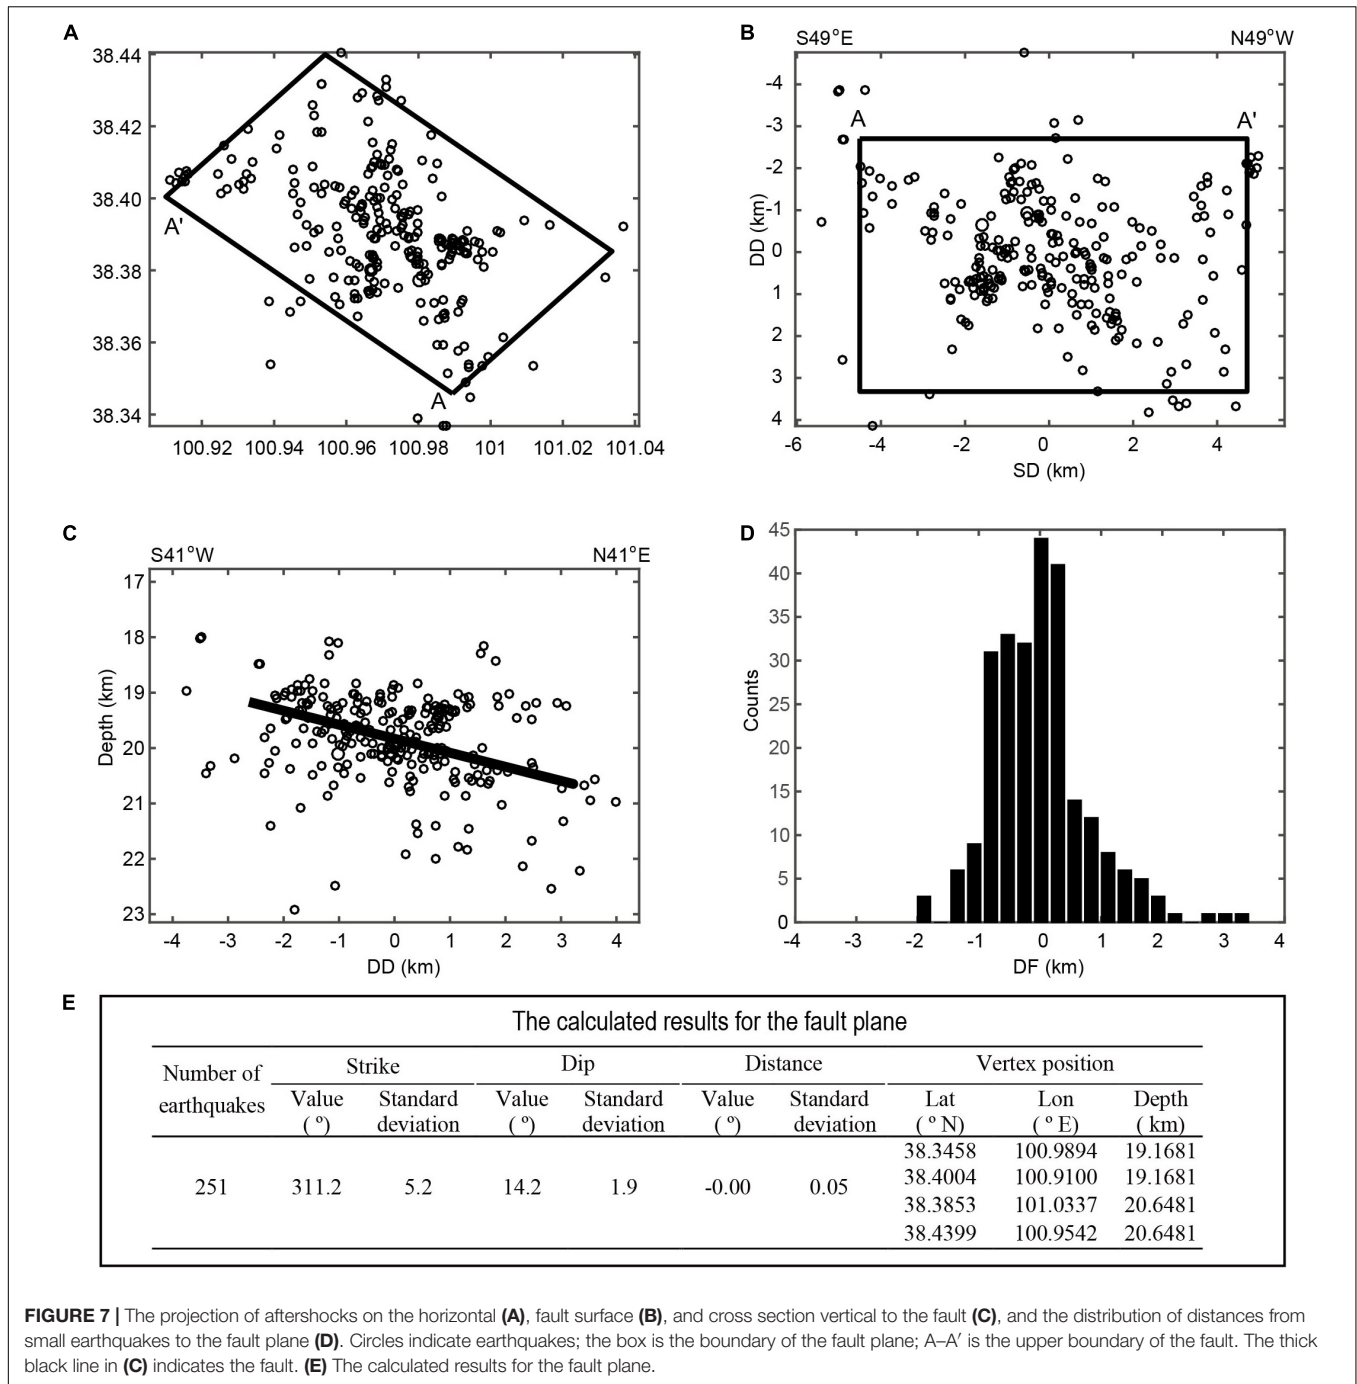 A
38.44
38.42
38.40
38.38
38.36
38.34
A'
A
100.92 100.94 100.96 100.98 101 101.02 101.04
B
S49°E N49°W
-4
-3
-2
-1
0
1
2
3
4
DD (km)
A A'
-6 -4 -2 0 2 4
SD (km)
C
S41°W N41°E
17
18
19
20
21
22
23
Depth (km)
-4 -3 -2 -1 0 1 2 3 4
DD (km)
D
45
40
35
30
25
20
15
10
5
0
Counts
-4 -3 -2 -1 0 1 2 3 4
DF (km)
E
The calculated results for the fault plane
Number of earthquakes Strike Dip Distance Vertex position
Value (º) Standard deviation Value (º) Standard deviation Value (º) Standard deviation Lat (º N) Lon (º E) Depth (km)
251 311.2 5.2 14.2 1.9 -0.00 0.05
38.3458 100.9894 19.1681
38.4004 100.9100 19.1681
38.3853 101.0337 20.6481
38.4399 100.9542 20.6481
FIGURE 7 | The projection of aftershocks on the horizontal (A), fault surface (B), and cross section vertical to the fault (C), and the distribution of distances from
small earthquakes to the fault plane (D). Circles indicate earthquakes; the box is the boundary of the fault plane; A–A′ is the upper boundary of the fault. The thick
black line in (C) indicates the fault. (E) The calculated results for the fault plane.